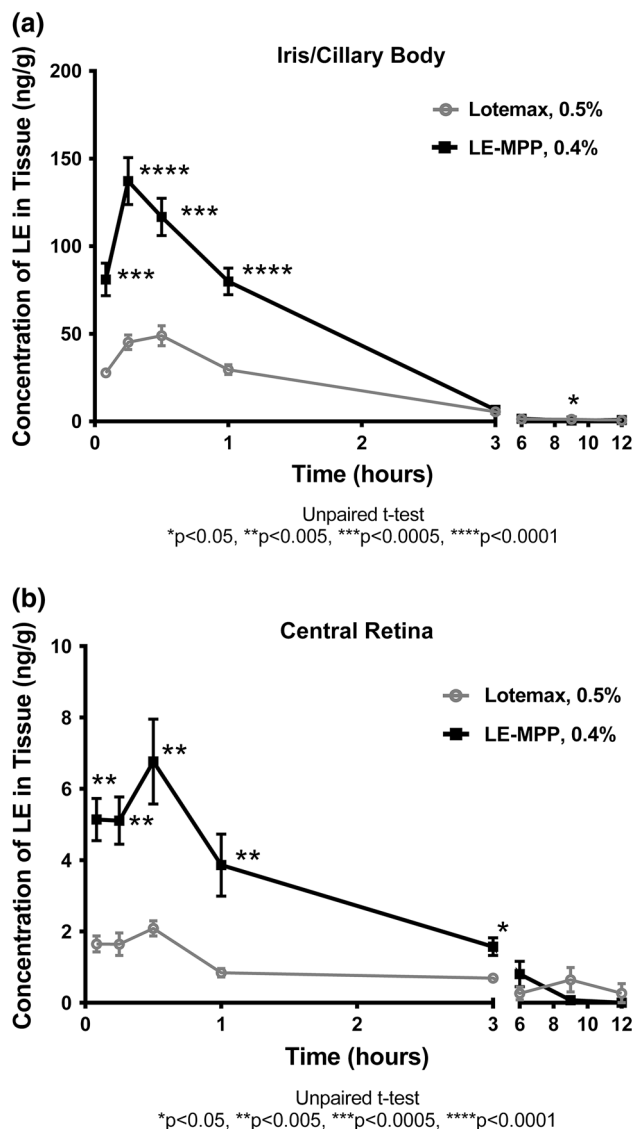 (a)
Iris/Cillary Body
200
150
100
50
0
Concentration of LE in Tissue (ng/g)
Lotemax, 0.5%
LE-MPP, 0.4%
****
***
***
****
*
0 1 2 3 6 8 10 12
Time (hours)
Unpaired t-test
*p<0.05, **p<0.005, ***p<0.0005, ****p<0.0001
(b)
Central Retina
10
8
6
4
2
0
Concentration of LE in Tissue (ng/g)
Lotemax, 0.5%
LE-MPP, 0.4%
**
**
**
**
*
0 1 2 3 6 8 10 12
Time (hours)
Unpaired t-test
*p<0.05, **p<0.005, ***p<0.0005, ****p<0.0001